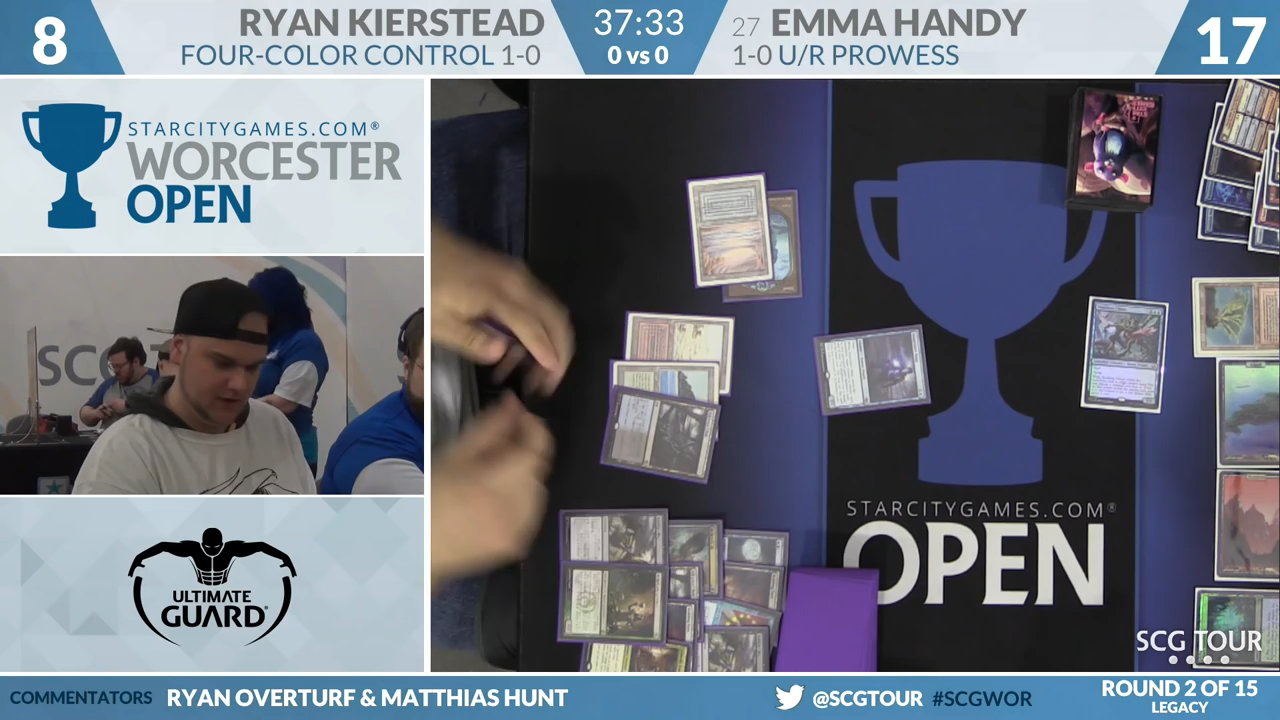 8
RYAN KIERSTEAD
FOUR-COLOR CONTROL 1-0
37:33
0 vs 0
27 EMMA HANDY
1-0 U/R PROWESS
17
STARCITYGAMES.COM®
WORCESTER
OPEN
SCG
ULTIMATE
GUARD
STARCITYGAMES.COM®
OPEN
SCG TOUR
COMMENTATORS RYAN OVERTURF & MATTHIAS HUNT
@SCGTOUR #SCGWOR
ROUND 2 OF 15
LEGACY